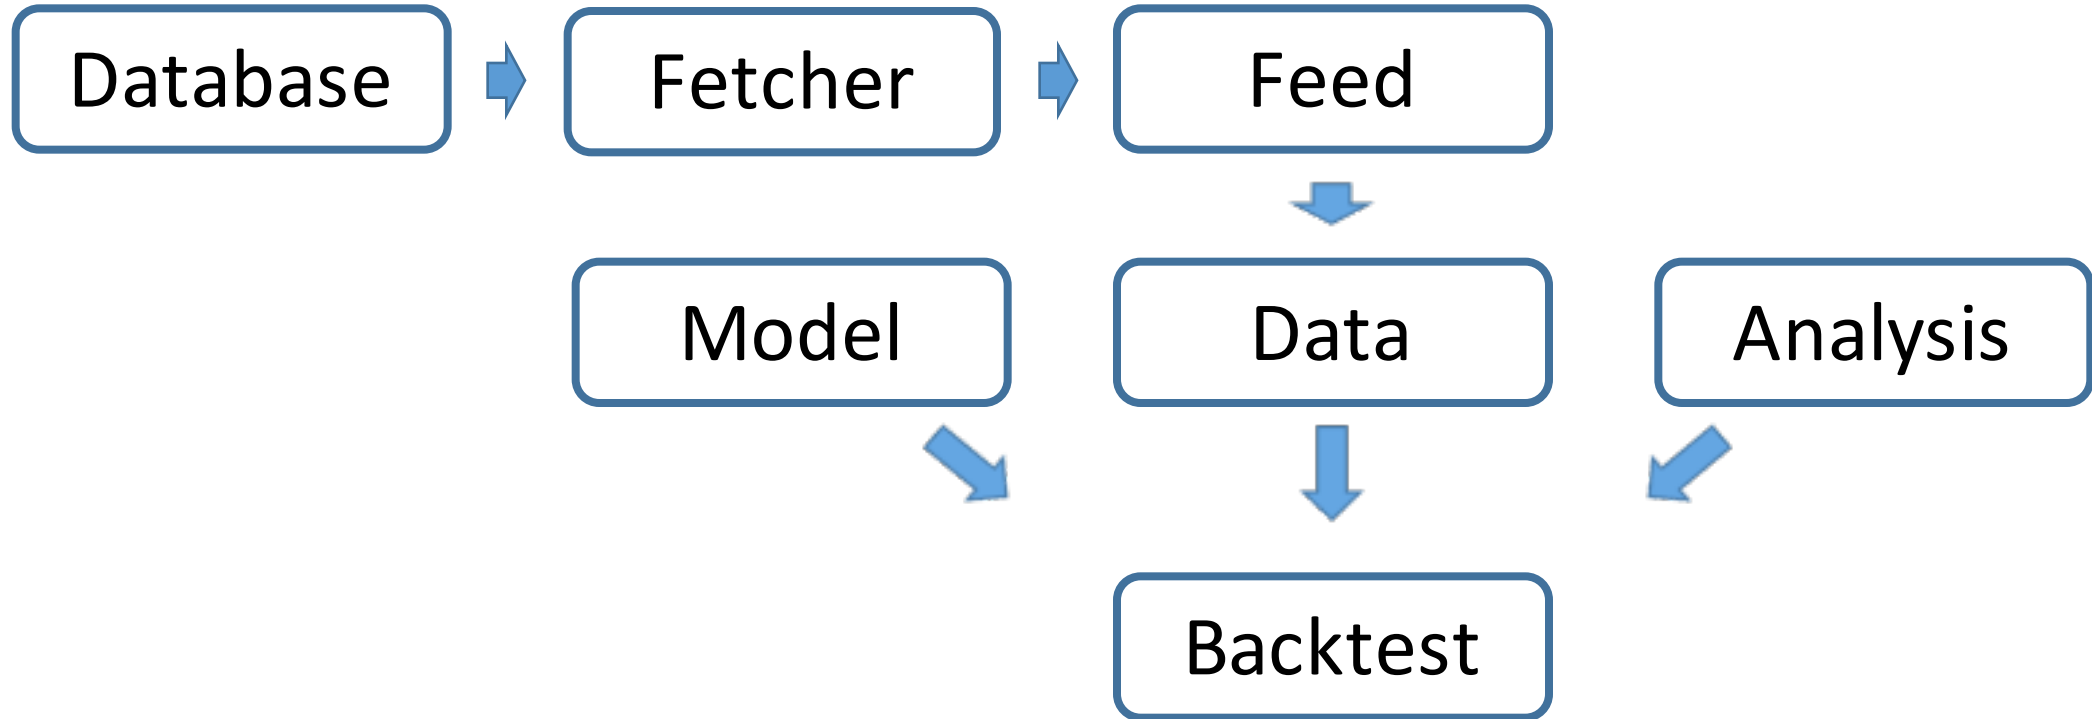 Database
Fetcher
Feed
Model
Data
Analysis
Backtest